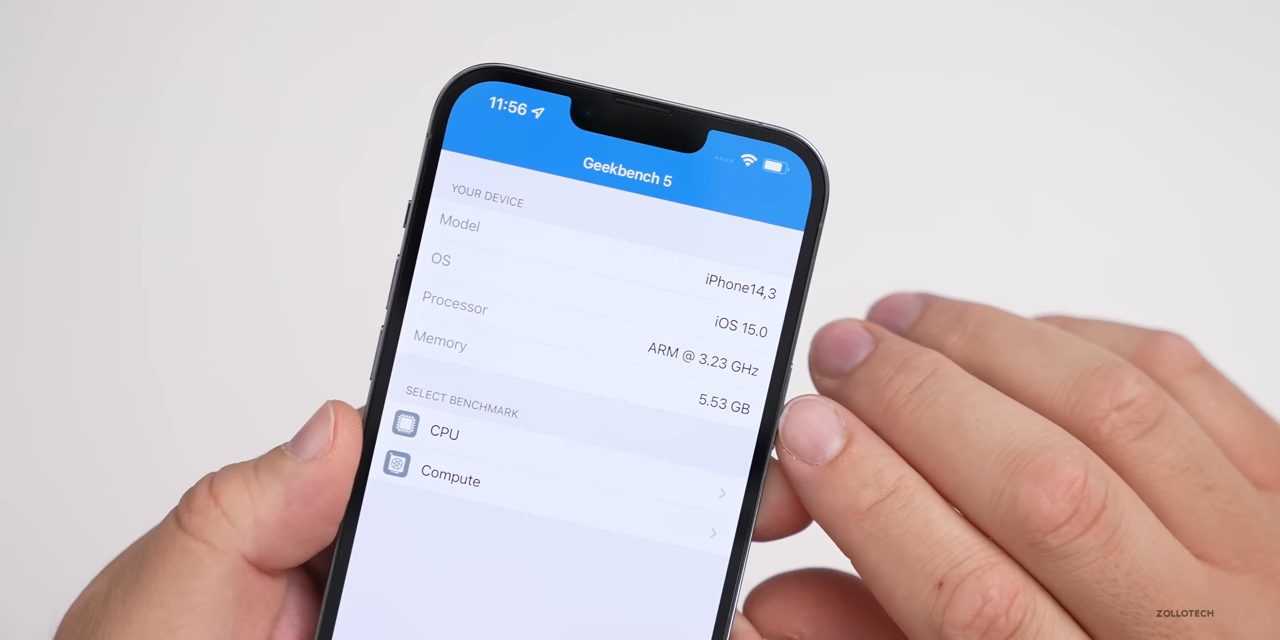 11:56
Geekbench 5
YOUR DEVICE
Model iPhone14,3
OS iOS 15.0
Processor ARM @ 3.23 GHz
Memory 5.53 GB
SELECT BENCHMARK
CPU
Compute
ZOLLOTECH